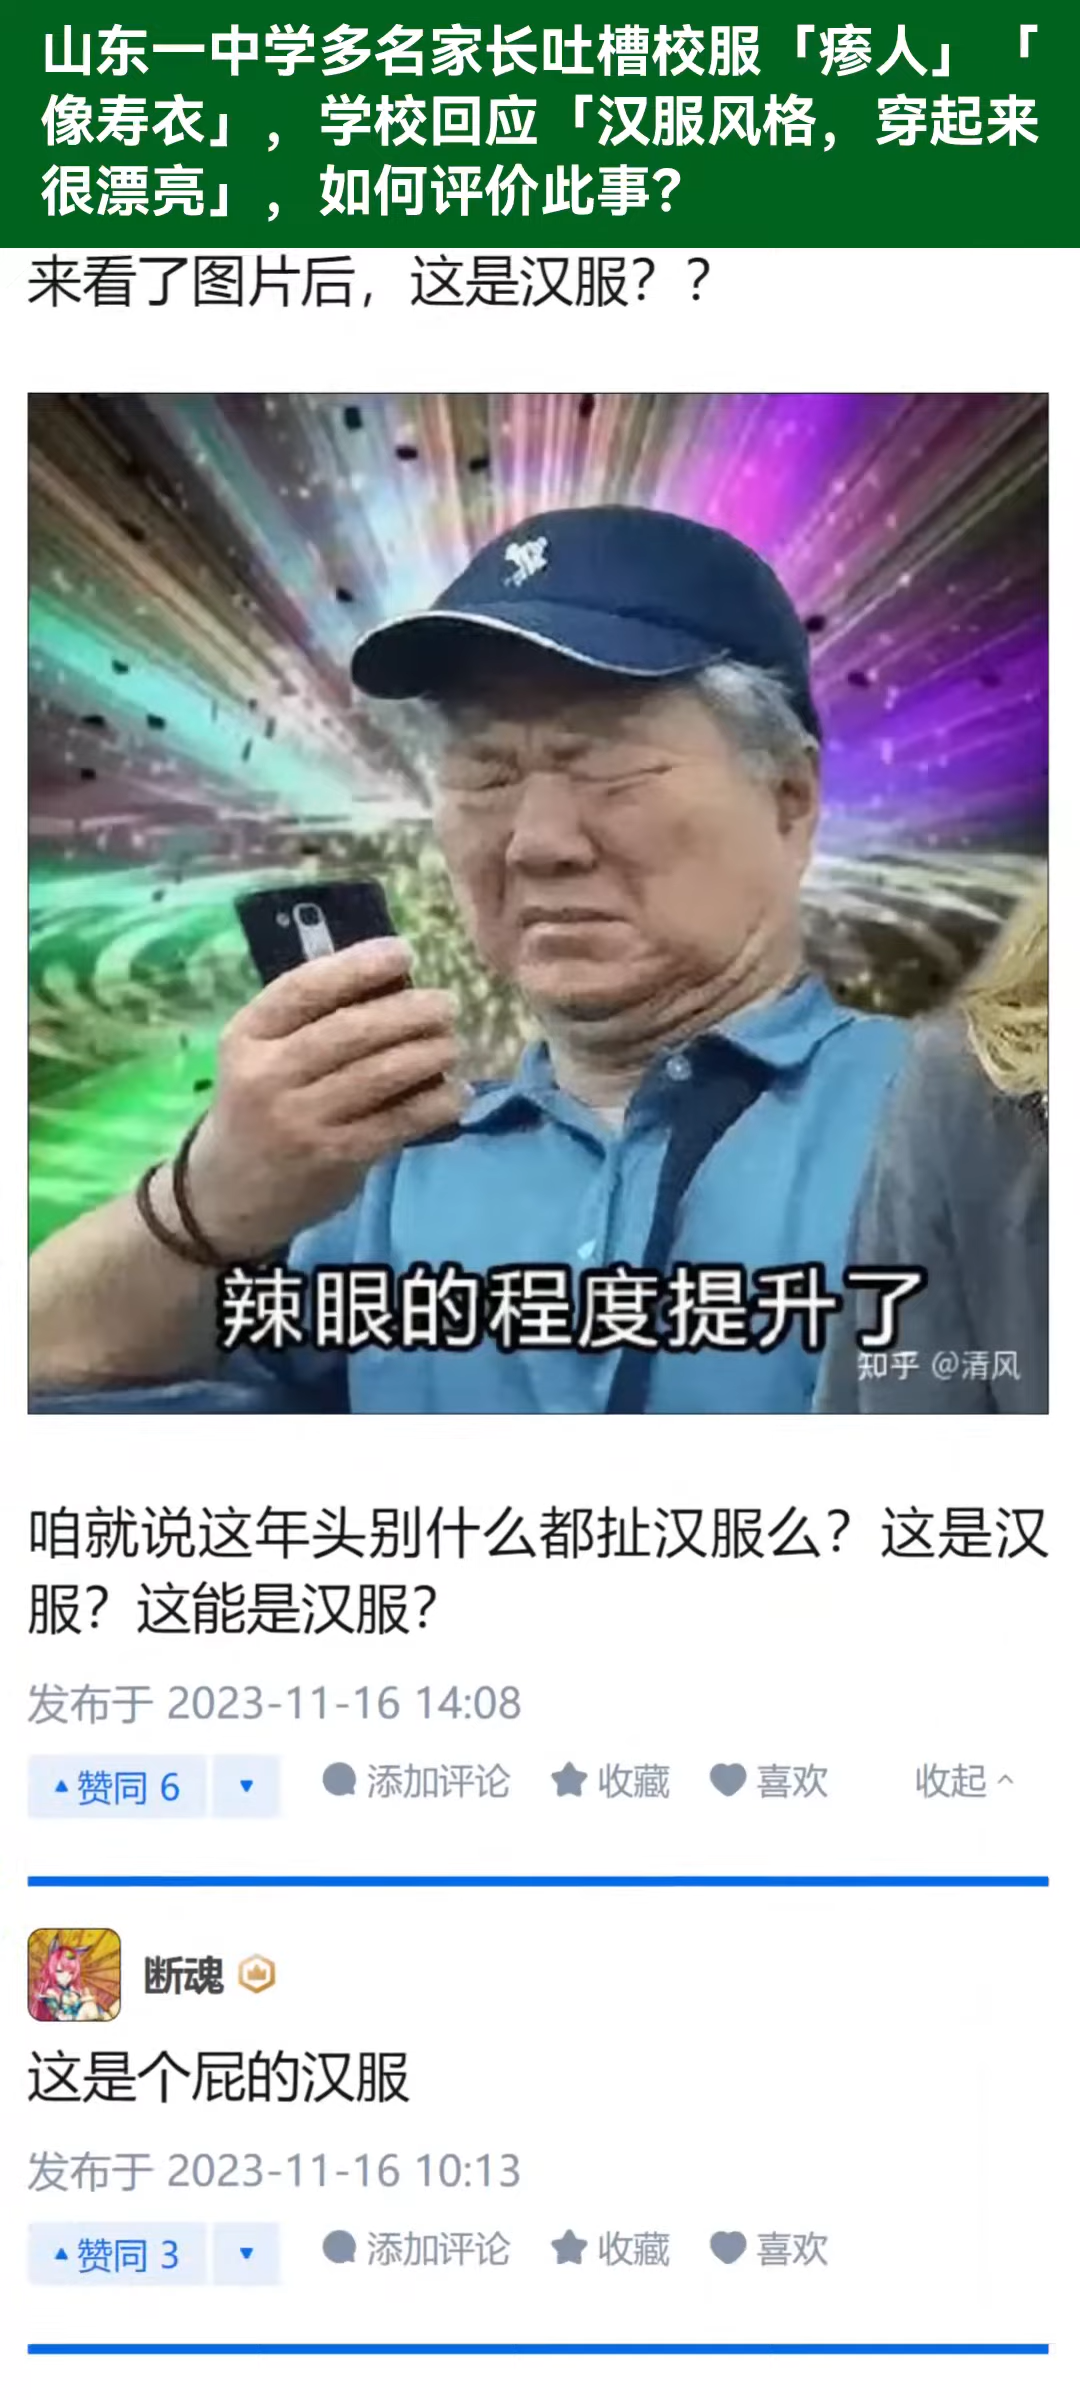 山东一中学多名家长吐槽校服「瘆人」「
像寿衣」，学校回应「汉服风格，穿起来
很漂亮」，如何评价此事？
来看了图片后，这是汉服？？
辣眼的程度提升了
知乎 @清风
咱就说这年头别什么都扯汉服么？这是汉
服？这能是汉服？
发布于 2023-11-16 14:08
赞同 6 添加评论 收藏 喜欢 收起
断魂
这是个屁的汉服
发布于 2023-11-16 10:13
赞同 3 添加评论 收藏 喜欢